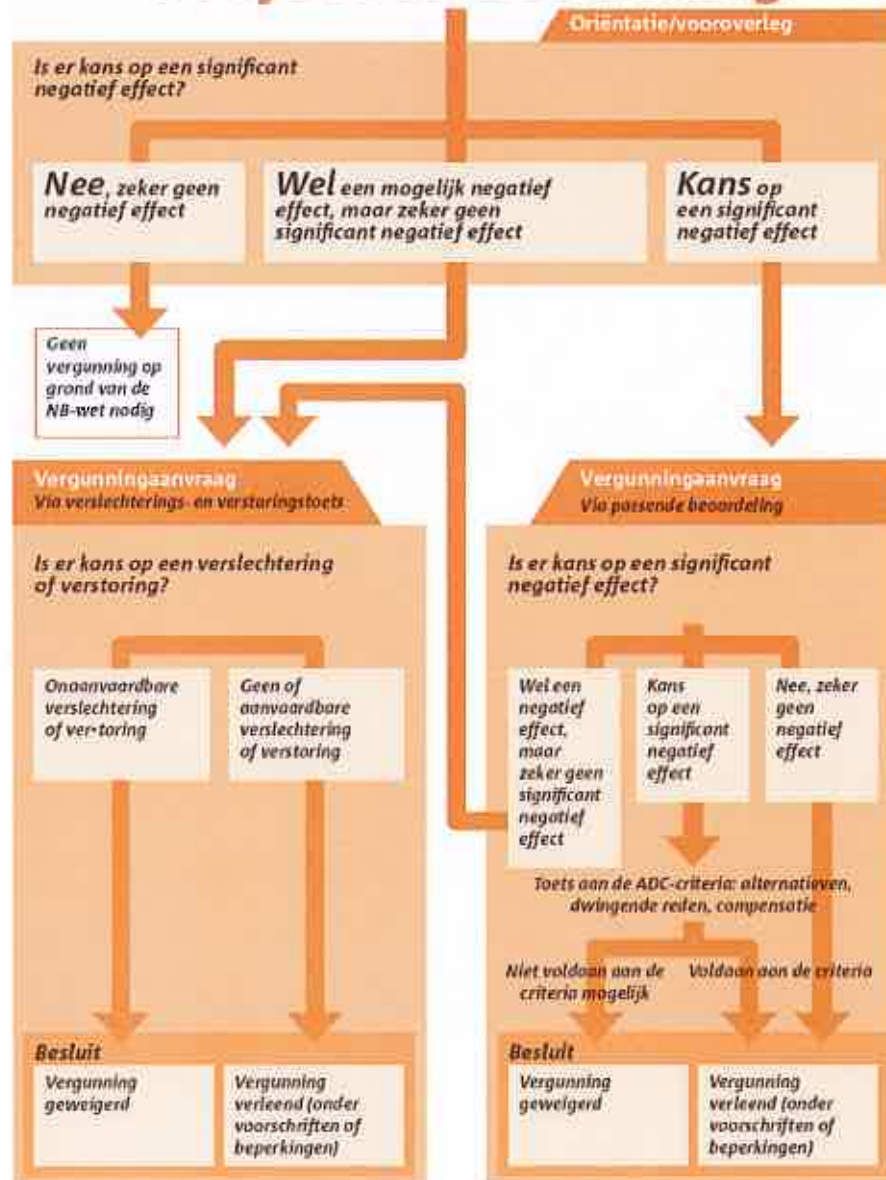 Oriëntatie/vooroverleg
Is er kans op een significant
negatief effect?
Nee, zeker geen
negatief effect
Wel een mogelijk negatief
effect, maar zeker geen
significant negatief effect
Kans op
een significant
negatief effect
Geen
vergunning op
grond van de
NB-wet nodig
Vergunningaanvraag
Via verslechterings- en verstoringstoets
Is er kans op een verslechtering
of verstoring?
Onaanvaardbare
verslechtering
of ver•toring
Geen of
aanvaardbare
verslechtering
of verstoring
Besluit
Vergunning
geweigerd
Vergunning
verleend (onder
voorschriften of
beperkingen)
Vergunningaanvraag
Via passende beoordeling
Is er kans op een significant
negatief effect?
Wel een
negatief
effect,
maar
zeker geen
significant
negatief
effect
Kans
op een
significant
negatief
effect
Nee, zeker
geen
negatief
effect
Toets aan de ADC-criteria: alternatieven,
dwingende reden, compensatie
Niet voldaan aan de
criteria mogelijk
Voldaan aan de criteria
Besluit
Vergunning
geweigerd
Vergunning
verleend (onder
voorschriften of
beperkingen)